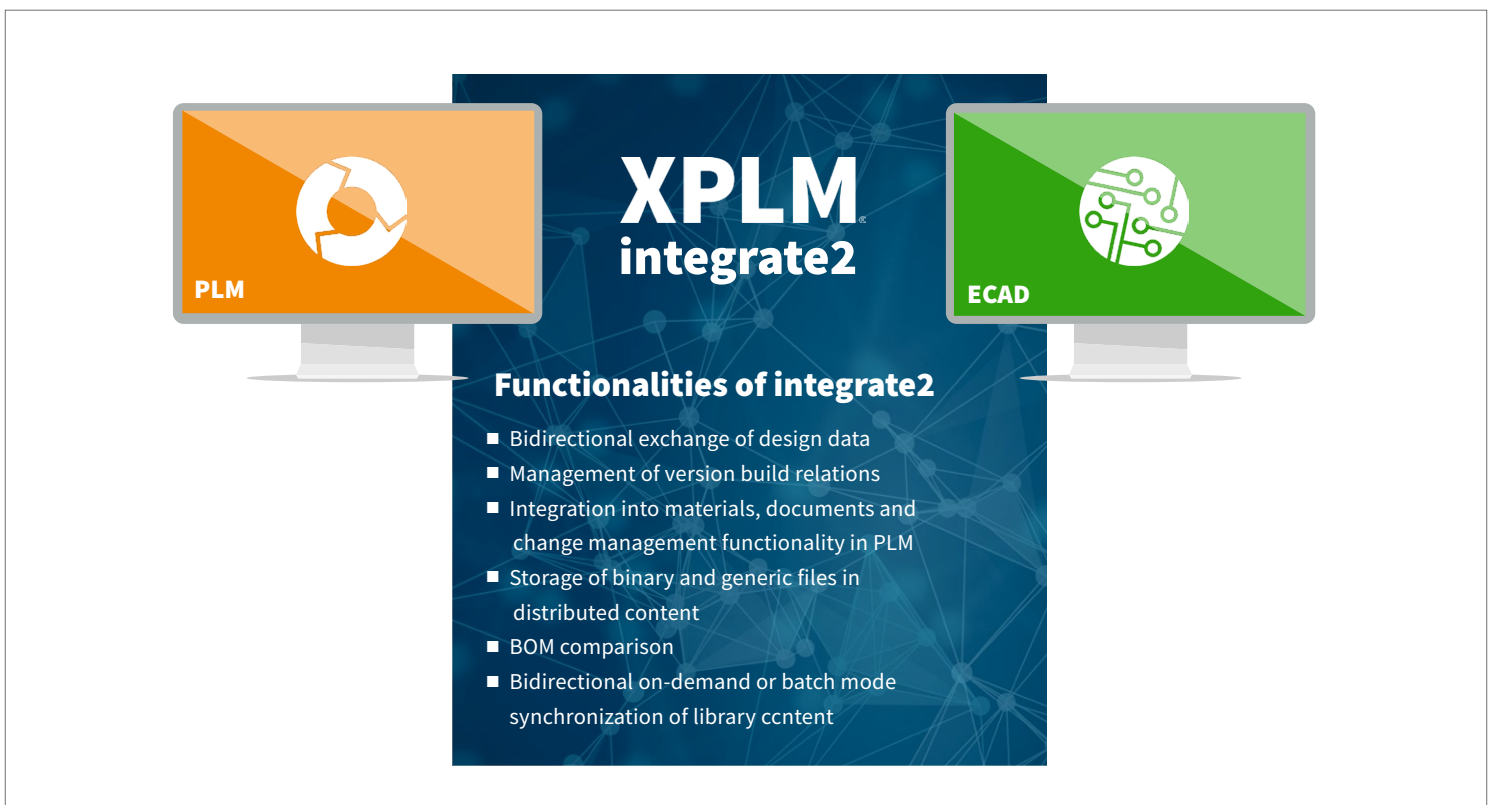 XPLM
integrate2
PLM
ECAD
Functionalities of integrate2
■ Bidirectional exchange of design data
■ Management of version build relations
■ Integration into materials, documents and
change management functionality in PLM
■ Storage of binary and generic files in
distributed content
■ BOM comparison
■ Bidirectional on-demand or batch mode
synchronization of library ccntent